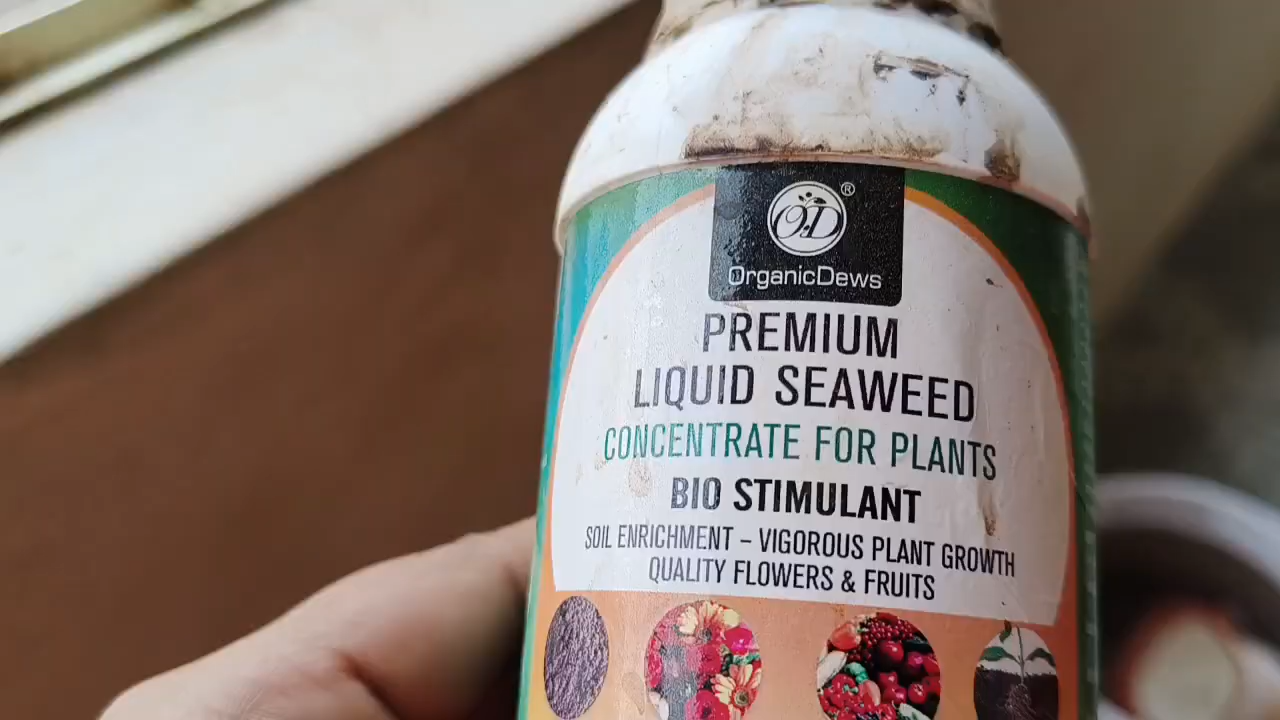 OD®
OrganicDews
PREMIUM
LIQUID SEAWEED
CONCENTRATE FOR PLANTS
BIO STIMULANT
SOIL ENRICHMENT – VIGOROUS PLANT GROWTH
QUALITY FLOWERS & FRUITS